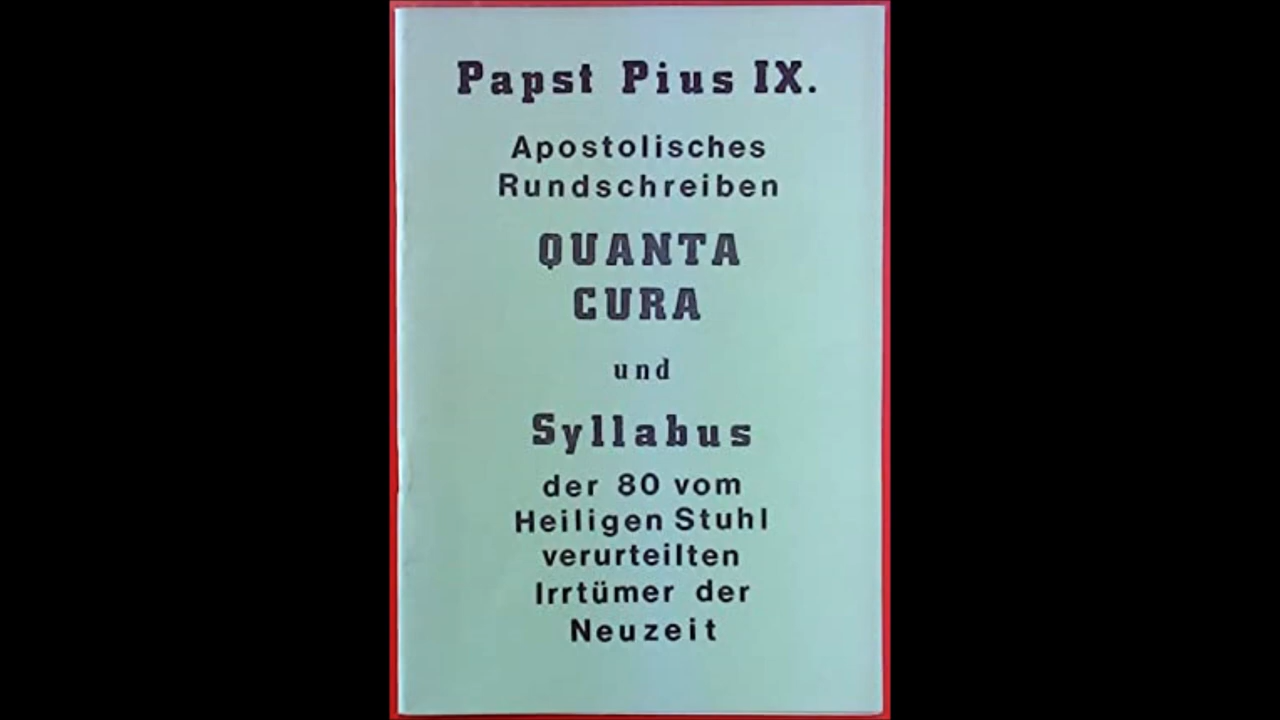 Papst Pius IX.
Apostolisches
Rundschreiben
QUANTA
CURA
und
Syllabus
der 80 vom
Heiligen Stuhl
verurteilten
Irrtümer der
Neuzeit